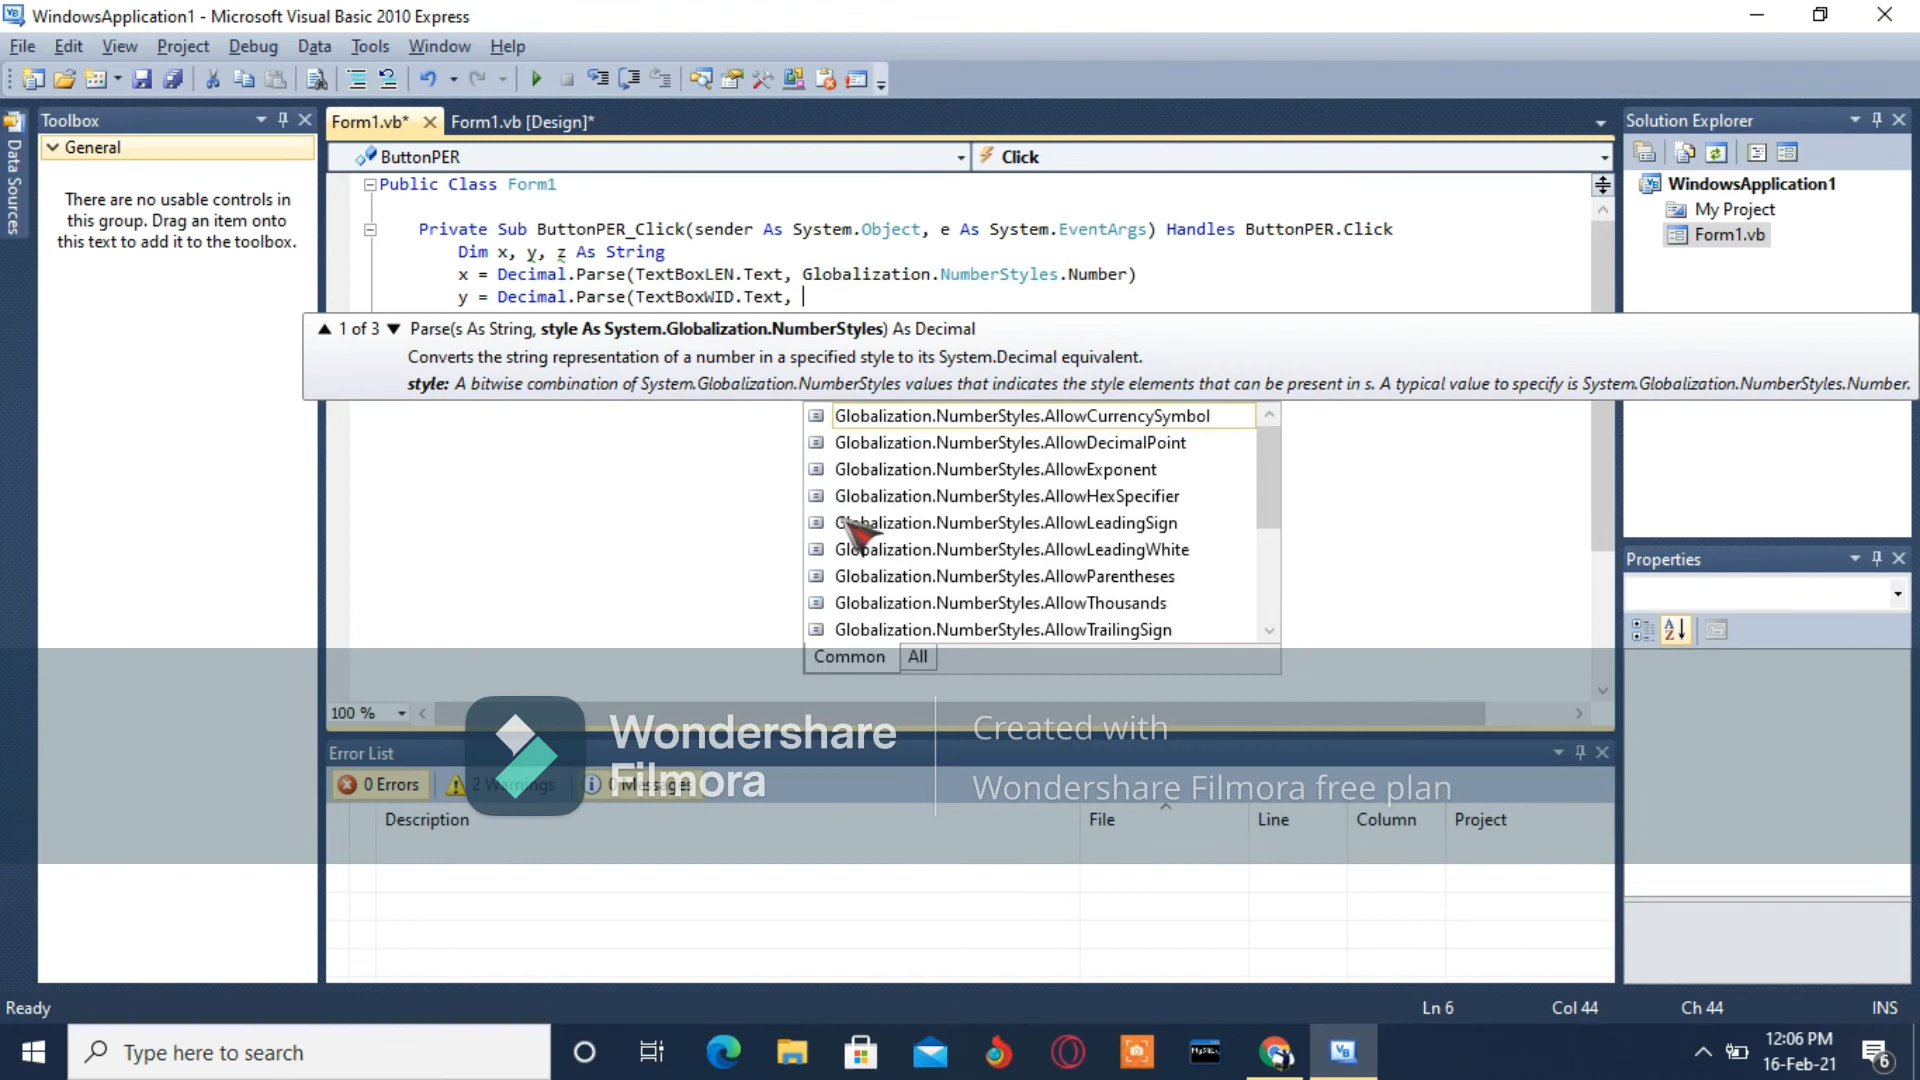 WindowsApplication1 - Microsoft Visual Basic 2010 Express
File Edit View Project Debug Data Tools Window Help
Data Sources
Toolbox
General
There are no usable controls in
this group. Drag an item onto
this text to add it to the toolbox.
Form1.vb* Form1.vb [Design]*
ButtonPER Click
Public Class Form1
Private Sub ButtonPER_Click(sender As System.Object, e As System.EventArgs) Handles ButtonPER.Click
Dim x, y, z As String
x = Decimal.Parse(TextBoxLEN.Text, Globalization.NumberStyles.Number)
y = Decimal.Parse(TextBoxWID.Text,
1 of 3 Parse(s As String, style As System.Globalization.NumberStyles) As Decimal
Converts the string representation of a number in a specified style to its System.Decimal equivalent.
style: A bitwise combination of System.Globalization.NumberStyles values that indicates the style elements that can be present in s. A typical value to specify is System.Globalization.NumberStyles.Number.
Globalization.NumberStyles.AllowCurrencySymbol
Globalization.NumberStyles.AllowDecimalPoint
Globalization.NumberStyles.AllowExponent
Globalization.NumberStyles.AllowHexSpecifier
Globalization.NumberStyles.AllowLeadingSign
Globalization.NumberStyles.AllowLeadingWhite
Globalization.NumberStyles.AllowParentheses
Globalization.NumberStyles.AllowThousands
Globalization.NumberStyles.AllowTrailingSign
Common All
100 %
Solution Explorer
WindowsApplication1
My Project
Form1.vb
Properties
Error List
0 Errors 2 Warnings 0 Messages
Description File Line Column Project
Wondershare
Filmora
Created with
Wondershare Filmora free plan
Ready Ln 6 Col 44 Ch 44 INS
Type here to search
12:06 PM
16-Feb-21
6